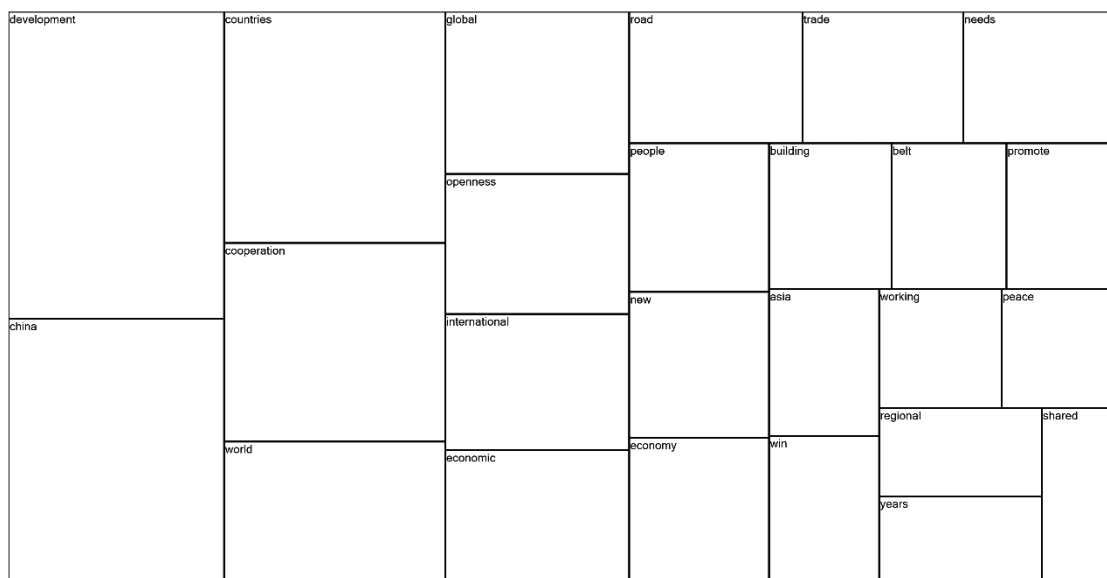 development
countries
global
road
trade
needs
people
building
belt
promote
openness
cooperation
new
asia
working
peace
international
china
regional
shared
world
economic
economy
win
years